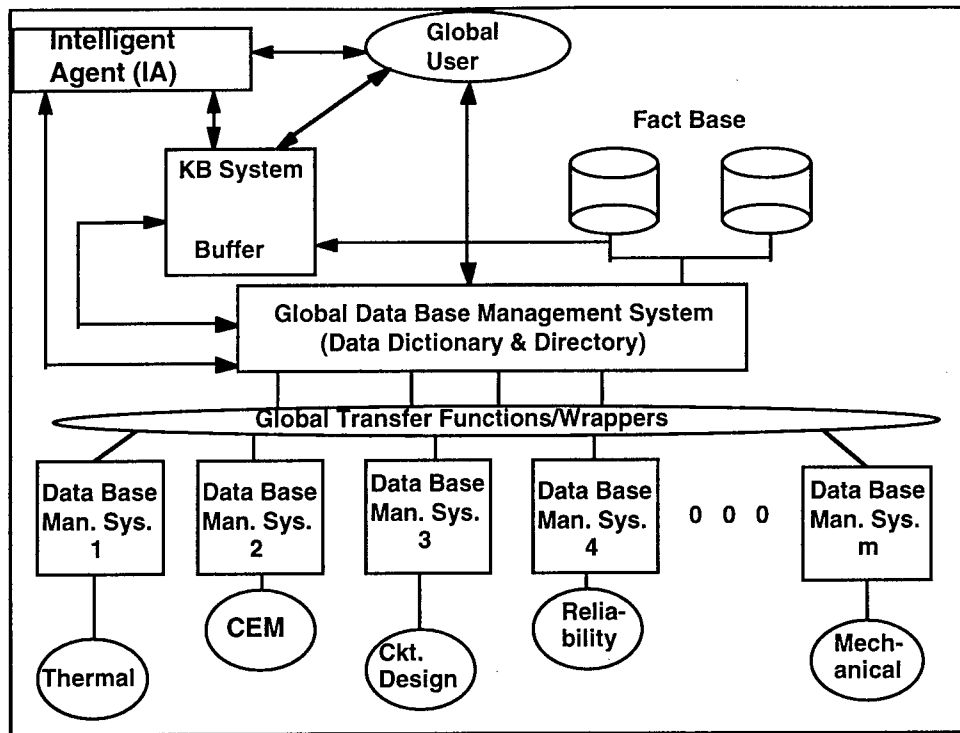 Intelligent
Agent (IA)
Global
User
Fact Base
KB System
Buffer
Global Data Base Management System
(Data Dictionary & Directory)
Global Transfer Functions/Wrappers
Data Base
Man. Sys.
1
Data Base
Man. Sys.
2
Data Base
Man. Sys.
3
Data Base
Man. Sys.
4
0 0 0
Data Base
Man. Sys.
m
Thermal
CEM
Ckt.
Design
Relia-
bility
Mech-
anical